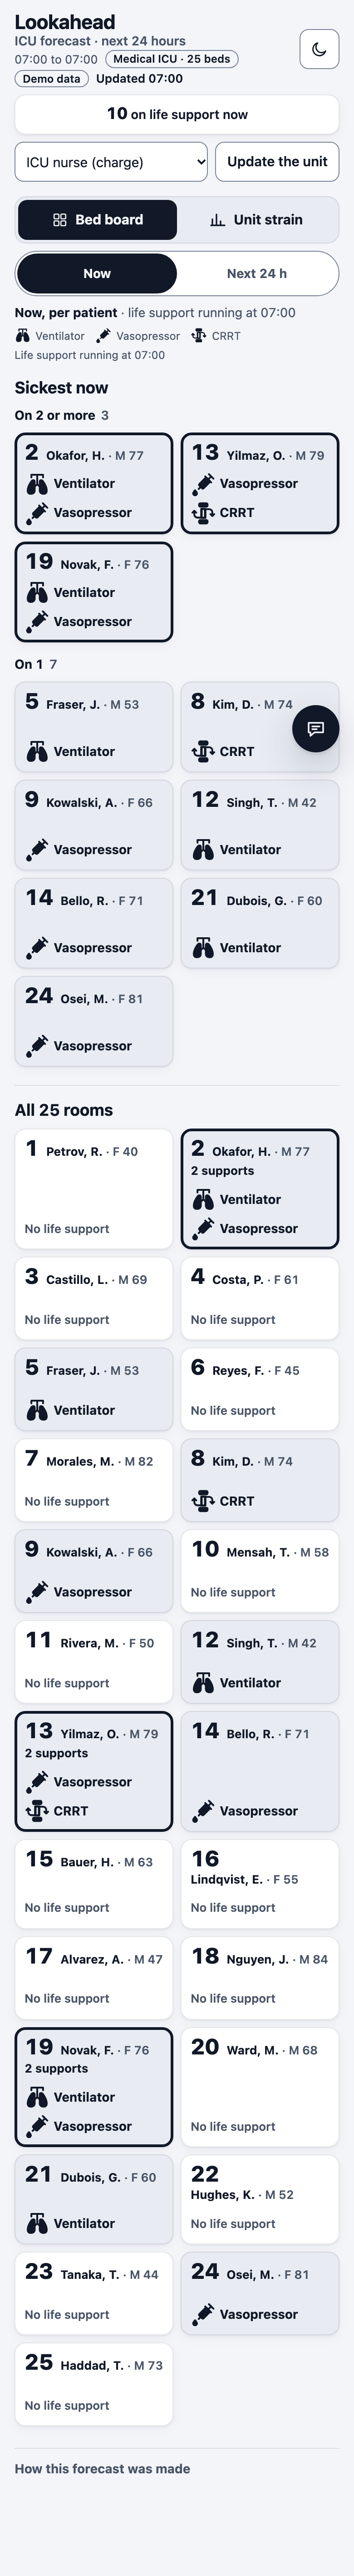 Lookahead
ICU forecast · next 24 hours
07:00 to 07:00 Medical ICU · 25 beds
Demo data Updated 07:00
10 on life support now
ICU nurse (charge) Update the unit
Bed board Unit strain
Now Next 24 h
Now, per patient · life support running at 07:00
Ventilator Vasopressor CRRT
Life support running at 07:00
Sickest now
On 2 or more 3
2 Okafor, H. · M 77
Ventilator
Vasopressor
13 Yilmaz, O. · M 79
Vasopressor
CRRT
19 Novak, F. · F 76
Ventilator
Vasopressor
On 1 7
5 Fraser, J. · M 53
Ventilator
8 Kim, D. · M 74
CRRT
9 Kowalski, A. · F 66
Vasopressor
12 Singh, T. · M 42
Ventilator
14 Bello, R. · F 71
Vasopressor
21 Dubois, G. · F 60
Ventilator
24 Osei, M. · F 81
Vasopressor
All 25 rooms
1 Petrov, R. · F 40
No life support
2 Okafor, H. · M 77
2 supports
Ventilator
Vasopressor
3 Castillo, L. · M 69
No life support
4 Costa, P. · F 61
No life support
5 Fraser, J. · M 53
Ventilator
6 Reyes, F. · F 45
No life support
7 Morales, M. · M 82
No life support
8 Kim, D. · M 74
CRRT
9 Kowalski, A. · F 66
Vasopressor
10 Mensah, T. · M 58
No life support
11 Rivera, M. · F 50
No life support
12 Singh, T. · M 42
Ventilator
13 Yilmaz, O. · M 79
2 supports
Vasopressor
CRRT
14 Bello, R. · F 71
Vasopressor
15 Bauer, H. · M 63
No life support
16
Lindqvist, E. · F 55
No life support
17 Alvarez, A. · M 47
No life support
18 Nguyen, J. · M 84
No life support
19 Novak, F. · F 76
2 supports
Ventilator
Vasopressor
20 Ward, M. · M 68
No life support
21 Dubois, G. · F 60
Ventilator
22
Hughes, K. · M 52
No life support
23 Tanaka, T. · M 44
No life support
24 Osei, M. · F 81
Vasopressor
25 Haddad, T. · M 73
No life support
How this forecast was made